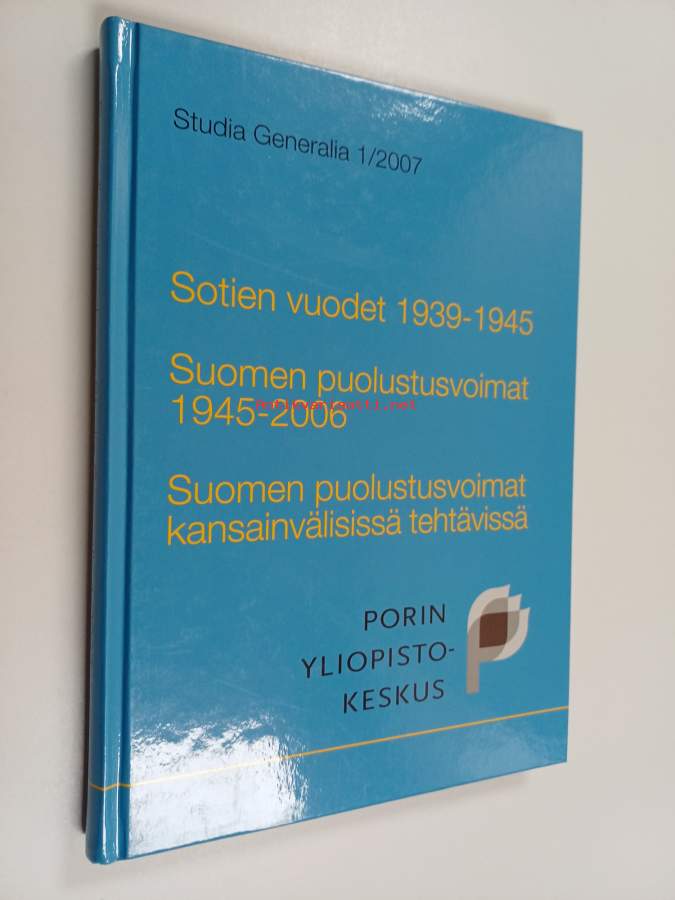 Studia Generalia 1/2007
Sotien vuodet 1939-1945
Suomen puolustusvoimat
1945-2006
Suomen puolustusvoimat
kansainvälisissä tehtävissä
PORIN
YLIOPISTO-
KESKUS